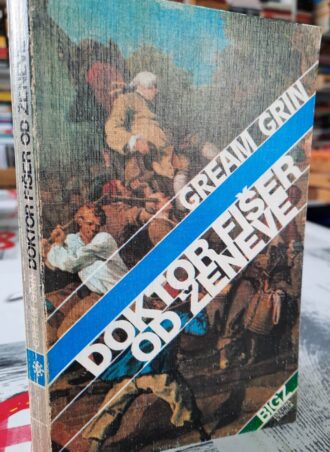 GREAM GRIN
DOKTOR FIŠER
OD ŽENEVE
BIGZ
DOKTOR FIŠER OD ŽENEVE